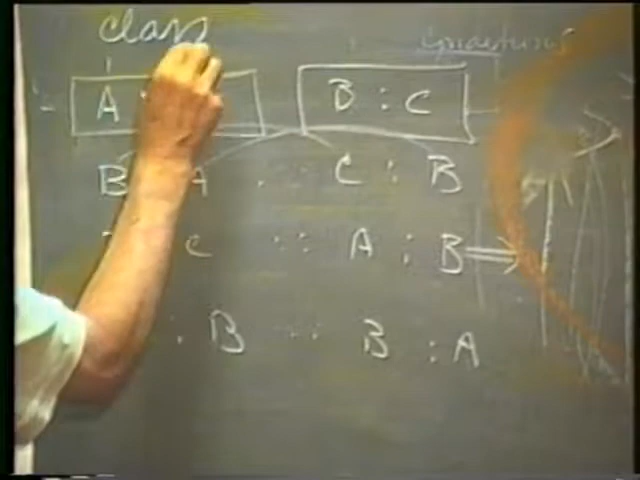 class
A B : C
B A : : C : B
c : : A : B ⇒
: B : : B : A